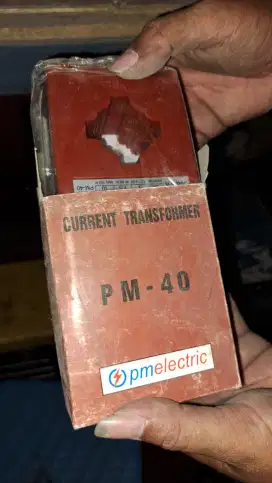 CURRENT TRANSFORMER
PM-40
pmelectric